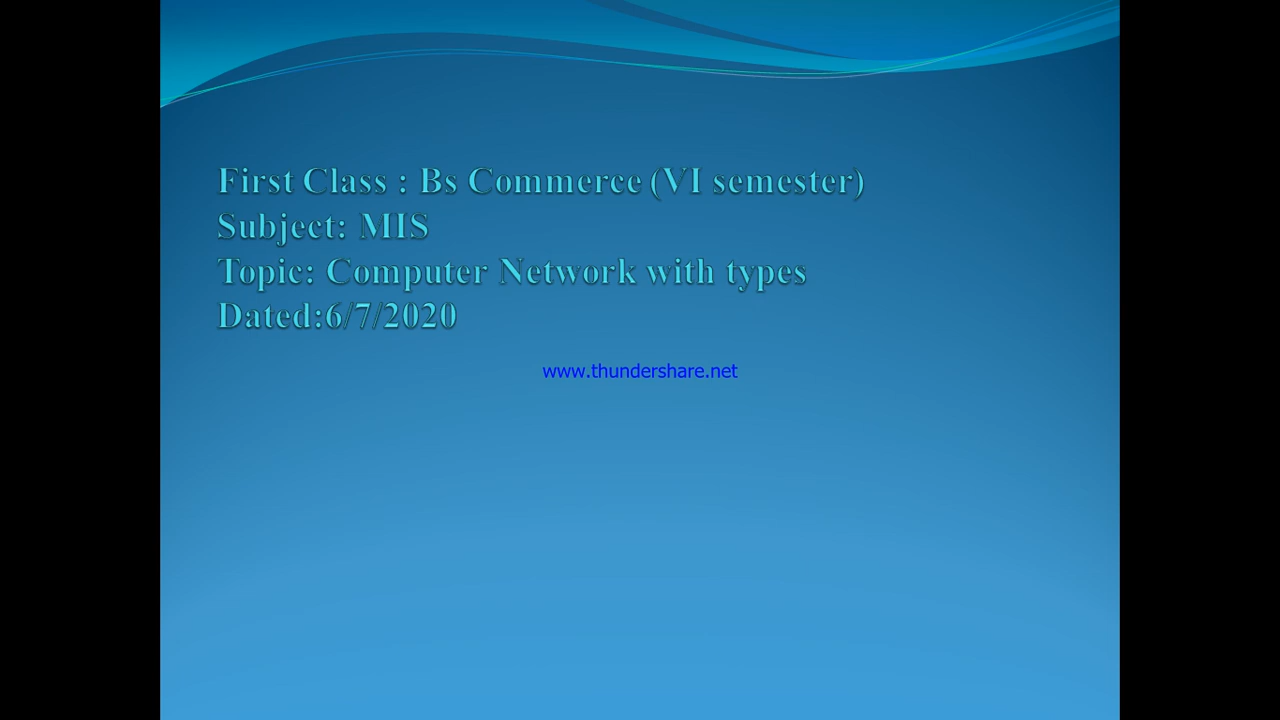 First Class : Bs Commerce (VI semester)
Subject: MIS
Topic: Computer Network with types
Dated:6/7/2020
www.thundershare.net